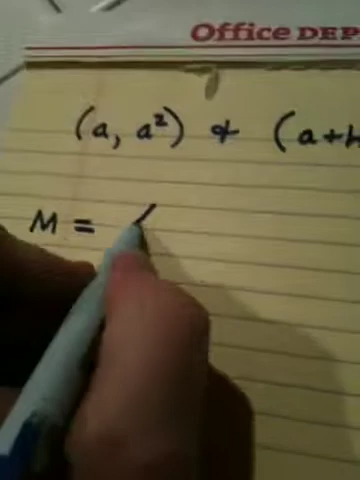 Office DEP
(a, a²) & (a+h
M =